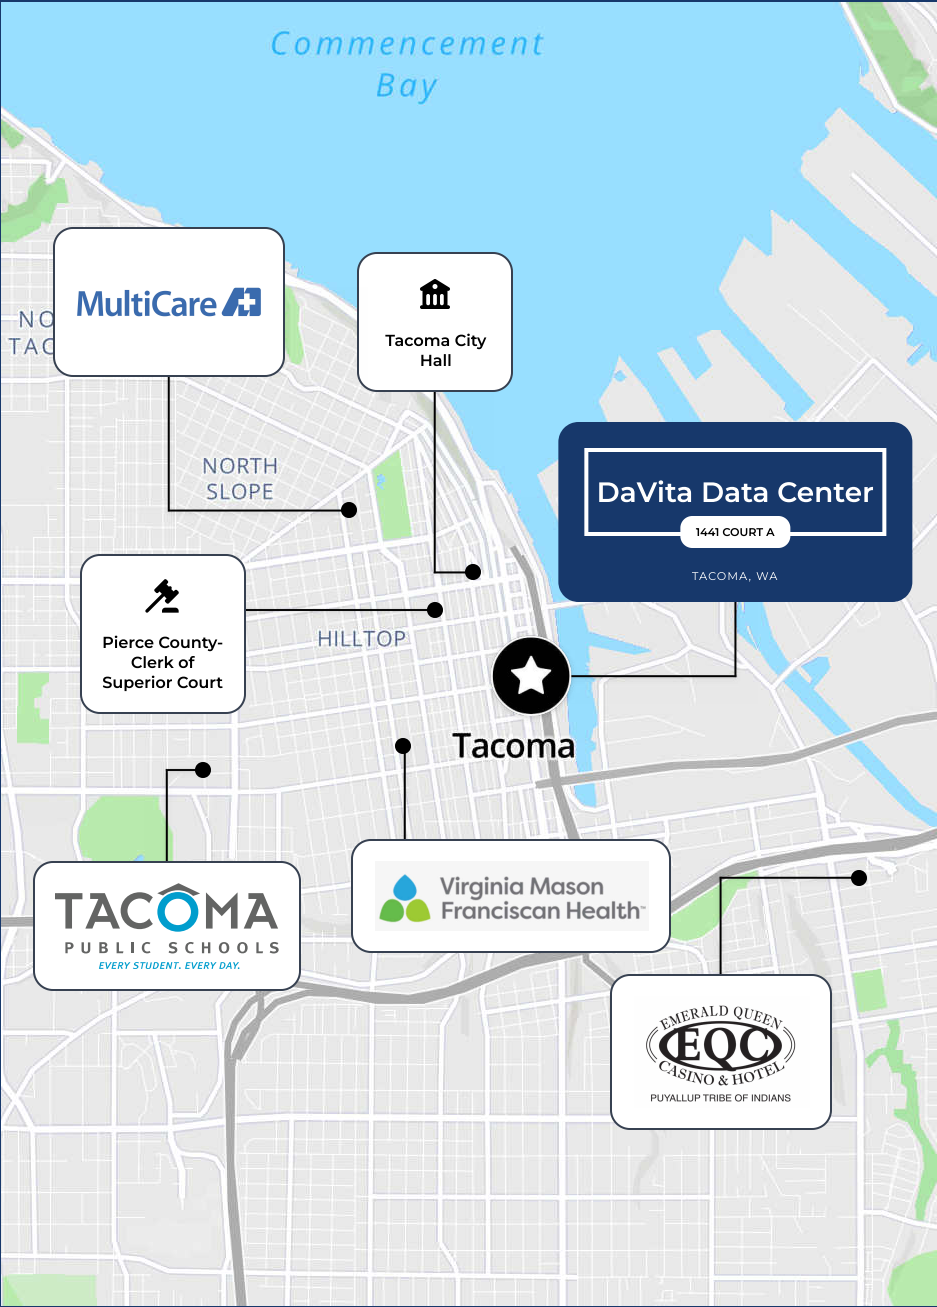 Commencement
Bay
MultiCare
NO
TAC
Tacoma City
Hall
NORTH
SLOPE
DaVita Data Center
1441 COURT A
TACOMA, WA
Pierce County-
Clerk of
Superior Court
HILLTOP
Tacoma
TACOMA
PUBLIC SCHOOLS
EVERY STUDENT. EVERY DAY.
Virginia Mason
Franciscan Health™
EMERALD QUEEN
EQC
CASINO & HOTEL
PUYALLUP TRIBE OF INDIANS